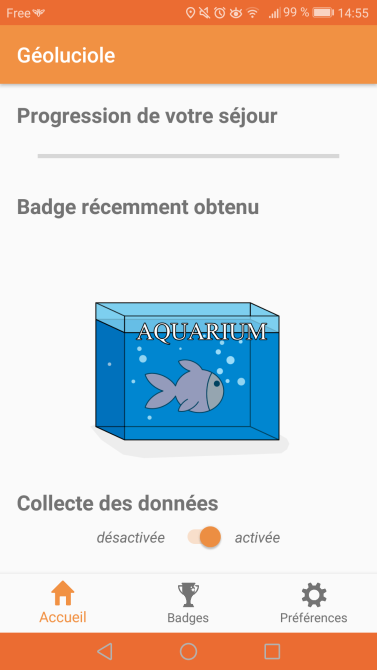 Free 99 % 14:55
Géoluciole
Progression de votre séjour
Badge récemment obtenu
AQUARIUM
Collecte des données
désactivée activée
Accueil Badges Préférences